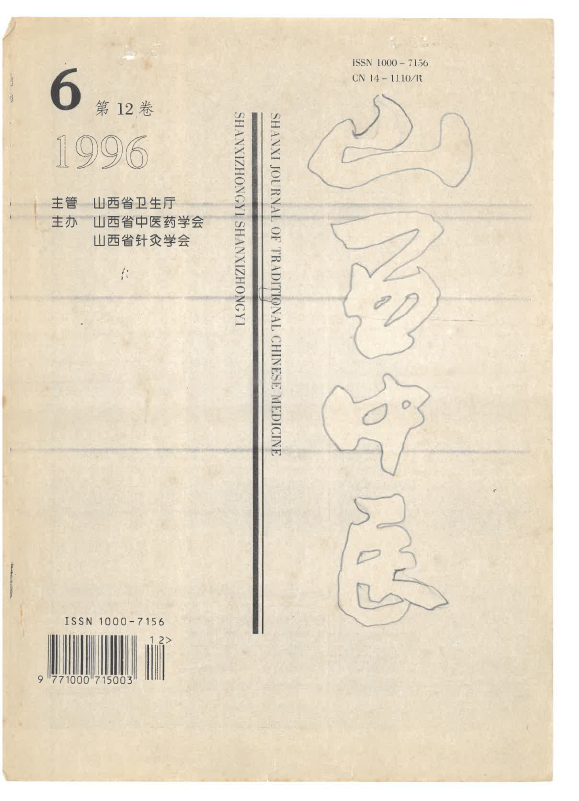 ISSN 1000-7156
CN 14-1110/R
6
第 12 卷
1996
主管 山西省卫生厅
主办 山西省中医药学会
山西省针灸学会
山西中医
SHANXI JOURNAL OF TRADITIONAL CHINESE MEDICINE
SHANXIZHONGYI SHANXIZHONGYI
ISSN 1000-7156
12>
9 771000 715003